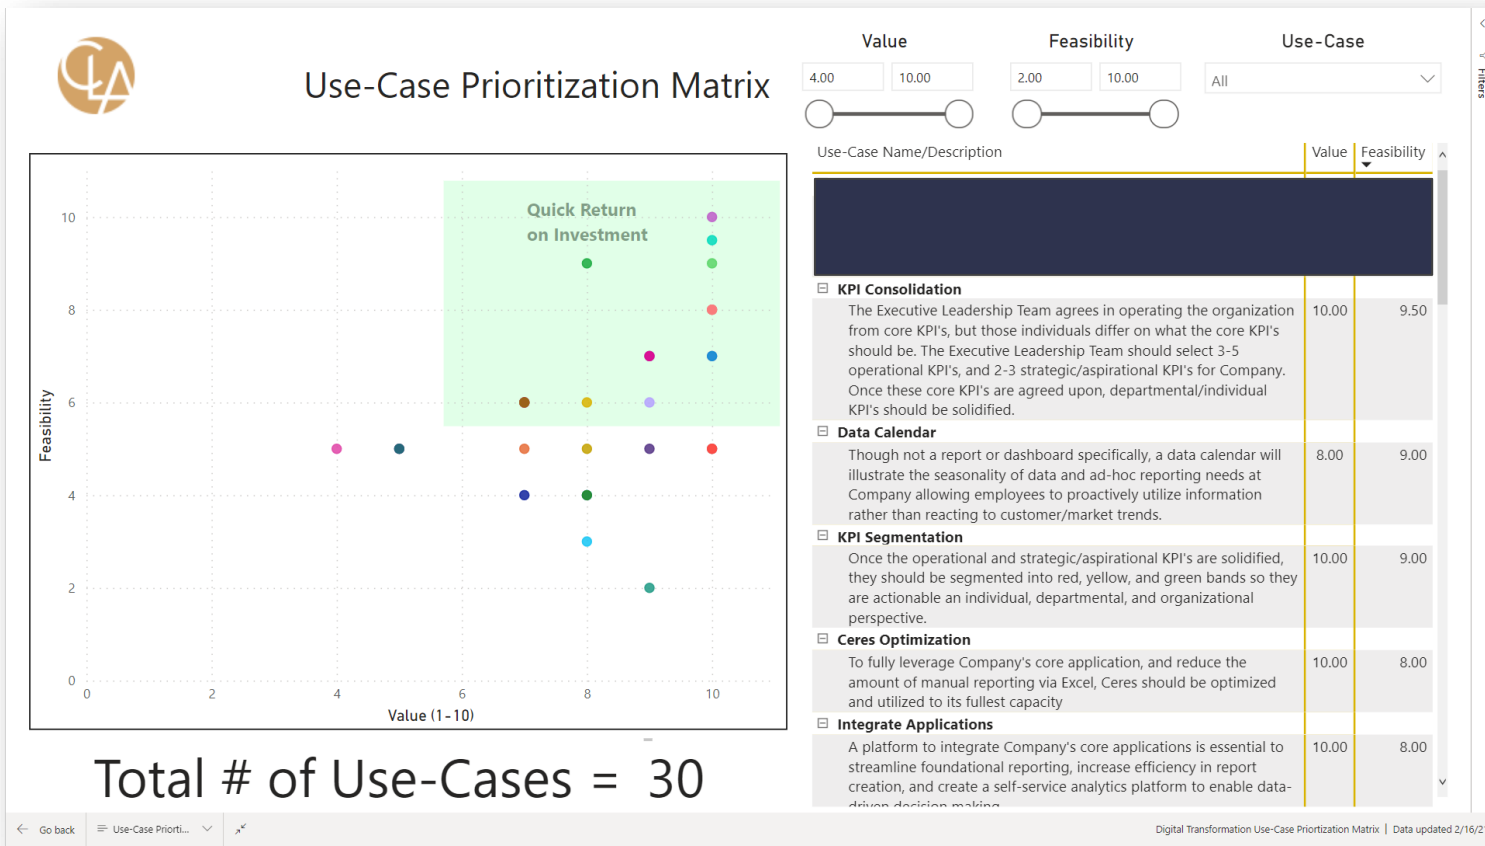 CLA
Use-Case Prioritization Matrix
Value
4.00 10.00
Feasibility
2.00 10.00
Use-Case
All
Filters
Quick Return
on Investment
10
8
6
4
2
0
Feasibility
0 2 4 6 8 10
Value (1-10)
Total # of Use-Cases = 30
Use-Case Name/Description Value Feasibility
KPI Consolidation
The Executive Leadership Team agrees in operating the organization 10.00 9.50
from core KPI's, but those individuals differ on what the core KPI's
should be. The Executive Leadership Team should select 3-5
operational KPI's, and 2-3 strategic/aspirational KPI's for Company.
Once these core KPI's are agreed upon, departmental/individual
KPI's should be solidified.
Data Calendar
Though not a report or dashboard specifically, a data calendar will 8.00 9.00
illustrate the seasonality of data and ad-hoc reporting needs at
Company allowing employees to proactively utilize information
rather than reacting to customer/market trends.
KPI Segmentation
Once the operational and strategic/aspirational KPI's are solidified, 10.00 9.00
they should be segmented into red, yellow, and green bands so they
are actionable an individual, departmental, and organizational
perspective.
Ceres Optimization
To fully leverage Company's core application, and reduce the 10.00 8.00
amount of manual reporting via Excel, Ceres should be optimized
and utilized to its fullest capacity
Integrate Applications
A platform to integrate Company's core applications is essential to 10.00 8.00
streamline foundational reporting, increase efficiency in report
creation, and create a self-service analytics platform to enable data-
driven decision making
Go back
Use-Case Priorti...
Digital Transformation Use-Case Priortization Matrix | Data updated 2/16/21